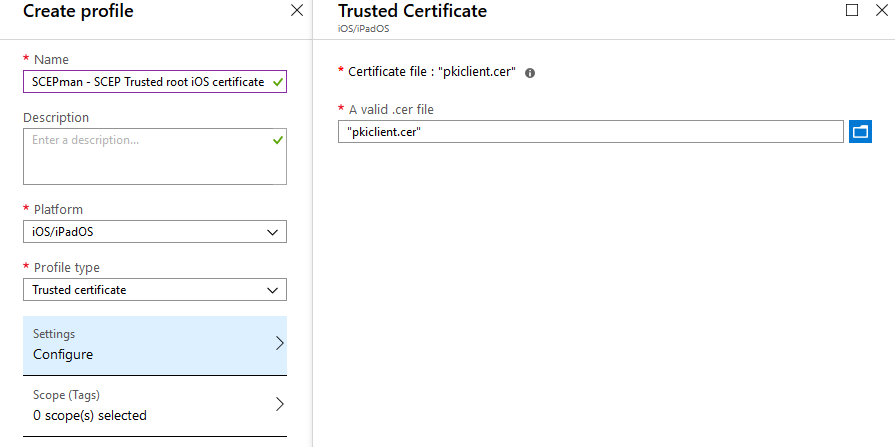 Create profile
* Name
SCEPman - SCEP Trusted root iOS certificate
Description
Enter a description...
* Platform
iOS/iPadOS
* Profile type
Trusted certificate
Settings
Configure
Scope (Tags)
0 scope(s) selected
Trusted Certificate
iOS/iPadOS
* Certificate file : "pkiclient.cer"
* A valid .cer file
"pkiclient.cer"